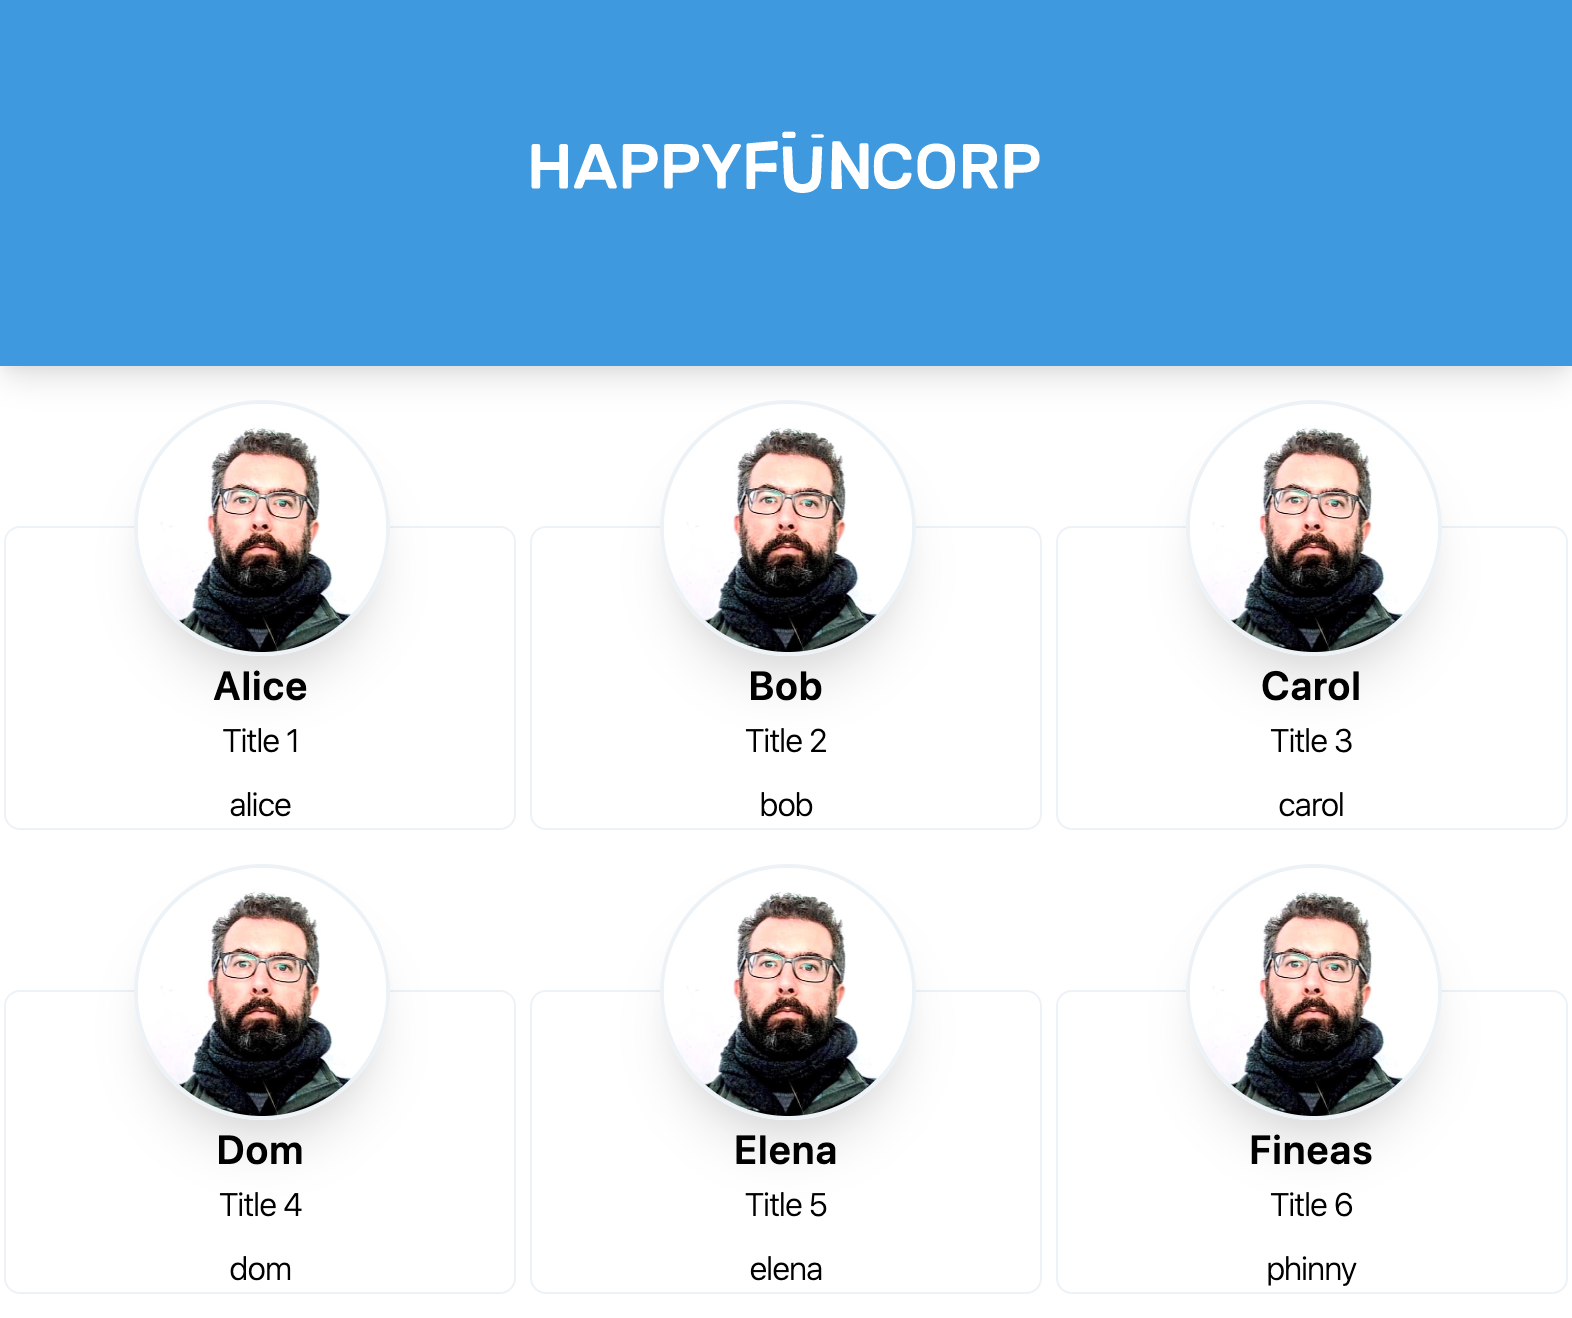 HAPPYFÜNCORP
Alice
Bob
Carol
Title 1
Title 2
Title 3
alice
bob
carol
Dom
Elena
Fineas
Title 4
Title 5
Title 6
dom
elena
phinny